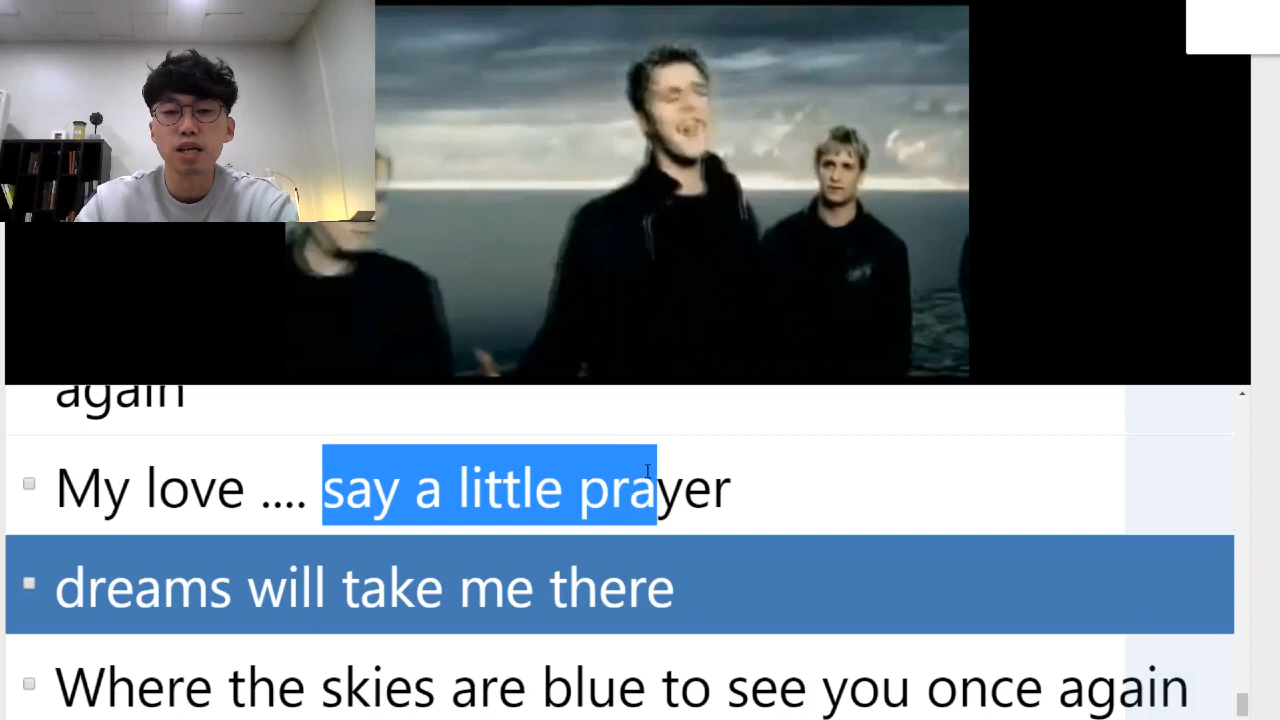 again
My love .... say a little prayer
dreams will take me there
Where the skies are blue to see you once again